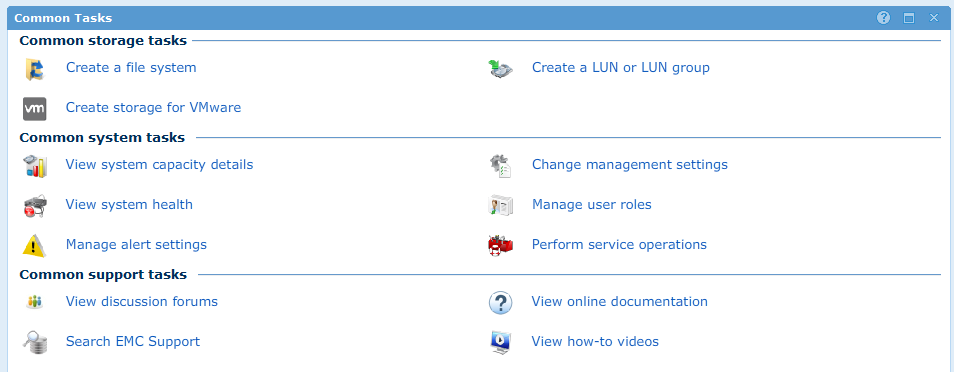 Common Tasks
Common storage tasks
Create a file system
Create a LUN or LUN group
vm
Create storage for VMware
Common system tasks
View system capacity details
Change management settings
View system health
Manage user roles
Manage alert settings
Perform service operations
Common support tasks
View discussion forums
View online documentation
Search EMC Support
View how-to videos